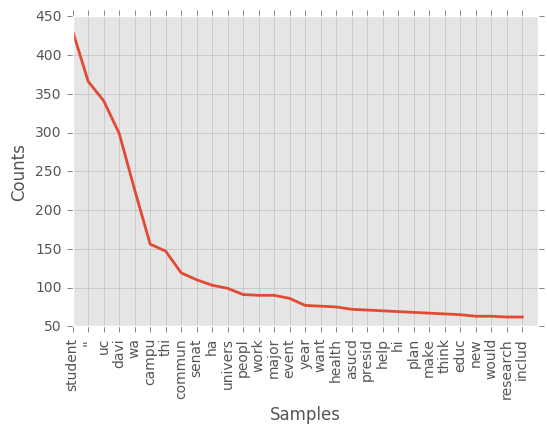 450
400
350
300
250
200
150
100
50
Counts
student
"
uc
davi
wa
campu
thi
commun
senat
ha
univers
peopl
work
major
event
year
want
health
asucd
presid
help
hi
plan
make
think
educ
new
would
research
includ
Samples